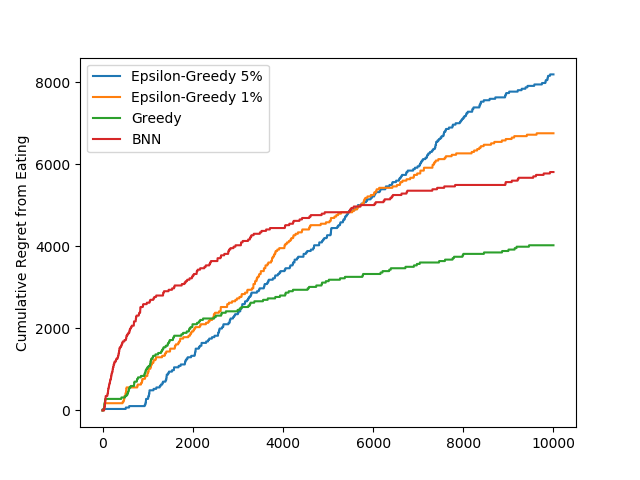 Epsilon-Greedy 5%
Epsilon-Greedy 1%
Greedy
BNN
Cumulative Regret from Eating
8000
6000
4000
2000
0
0 2000 4000 6000 8000 10000